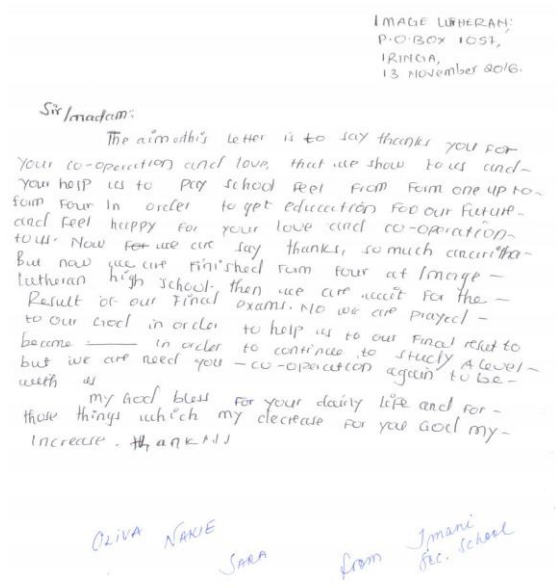 IMAGE LUTHERAN:
P.O.BOX 1057,
IRINGA,
13 November 2016.
Sir/madam:
The aim othis Letter is to say thanks you for
your co-operation and love, that we show to us and-
your help us to pay school feel from form one up to-
form Four In order to get education For our Future-
and Feel happy For your love and co-operation-
to us. Now For we are say thanks, so much
But now we are Finished Form four at Image-
Lutheran high school. then we are wait For the-
Result of our Final exams. No we are prayed-
to our God in order to help us to our Final reslut to
become in order to continue to study A level-
but we are need you -co-operation again to be-
with us
my God bless For your daily life and For-
those things which my decrease For you God my-
Increase. thanks
OLIVA NAKIE
SARA from Imani
Sec. School